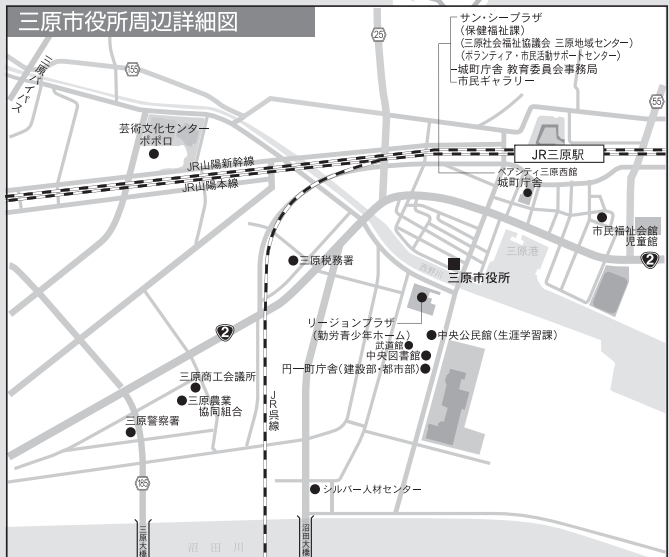 三原市役所周辺詳細図
サン・シープラザ
(保健福祉課)
(三原社会福祉協議会 三原地域センター)
(ボランティア・市民活動サポートセンター)
城町庁舎 教育委員会事務局
市民ギャラリー
25
155
55
三原バイパス
芸術文化センター
ポポロ
JR山陽新幹線
JR山陽本線
JR三原駅
ペアシティ三原西館
城町庁舎
市民福祉会館
児童館
三原港
2
西野川
三原税務署
三原市役所
リージョンプラザ
(勤労青少年ホーム)
中央公民館(生涯学習課)
武道館
中央図書館
円一町庁舎(建設部・都市部)
2
三原商工会議所
三原農業
協同組合
JR呉線
三原警察署
185
シルバー人材センター
三原大橋
沼田川
沼田大橋